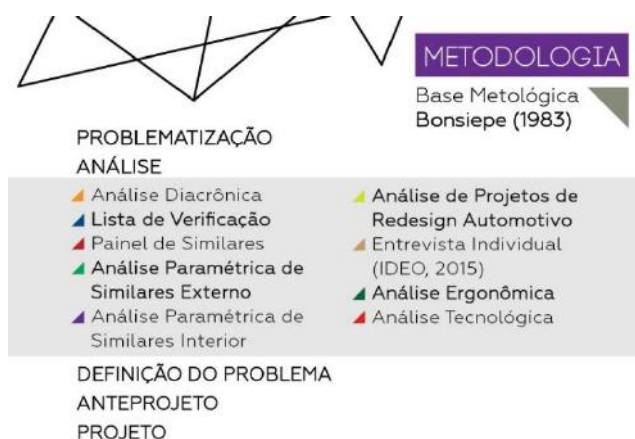 METODOLOGIA
Base Metológica
Bonsiepe (1983)
PROBLEMATIZAÇÃO
ANÁLISE
Análise Diacrônica
Lista de Verificação
Painel de Similares
Análise Paramétrica de
Similares Externo
Análise Paramétrica de
Similares Interior
Análise de Projetos de
Redesign Automotivo
Entrevista Individual
(IDEO, 2015)
Análise Ergonômica
Análise Tecnológica
DEFINIÇÃO DO PROBLEMA
ANTEPROJETO
PROJETO